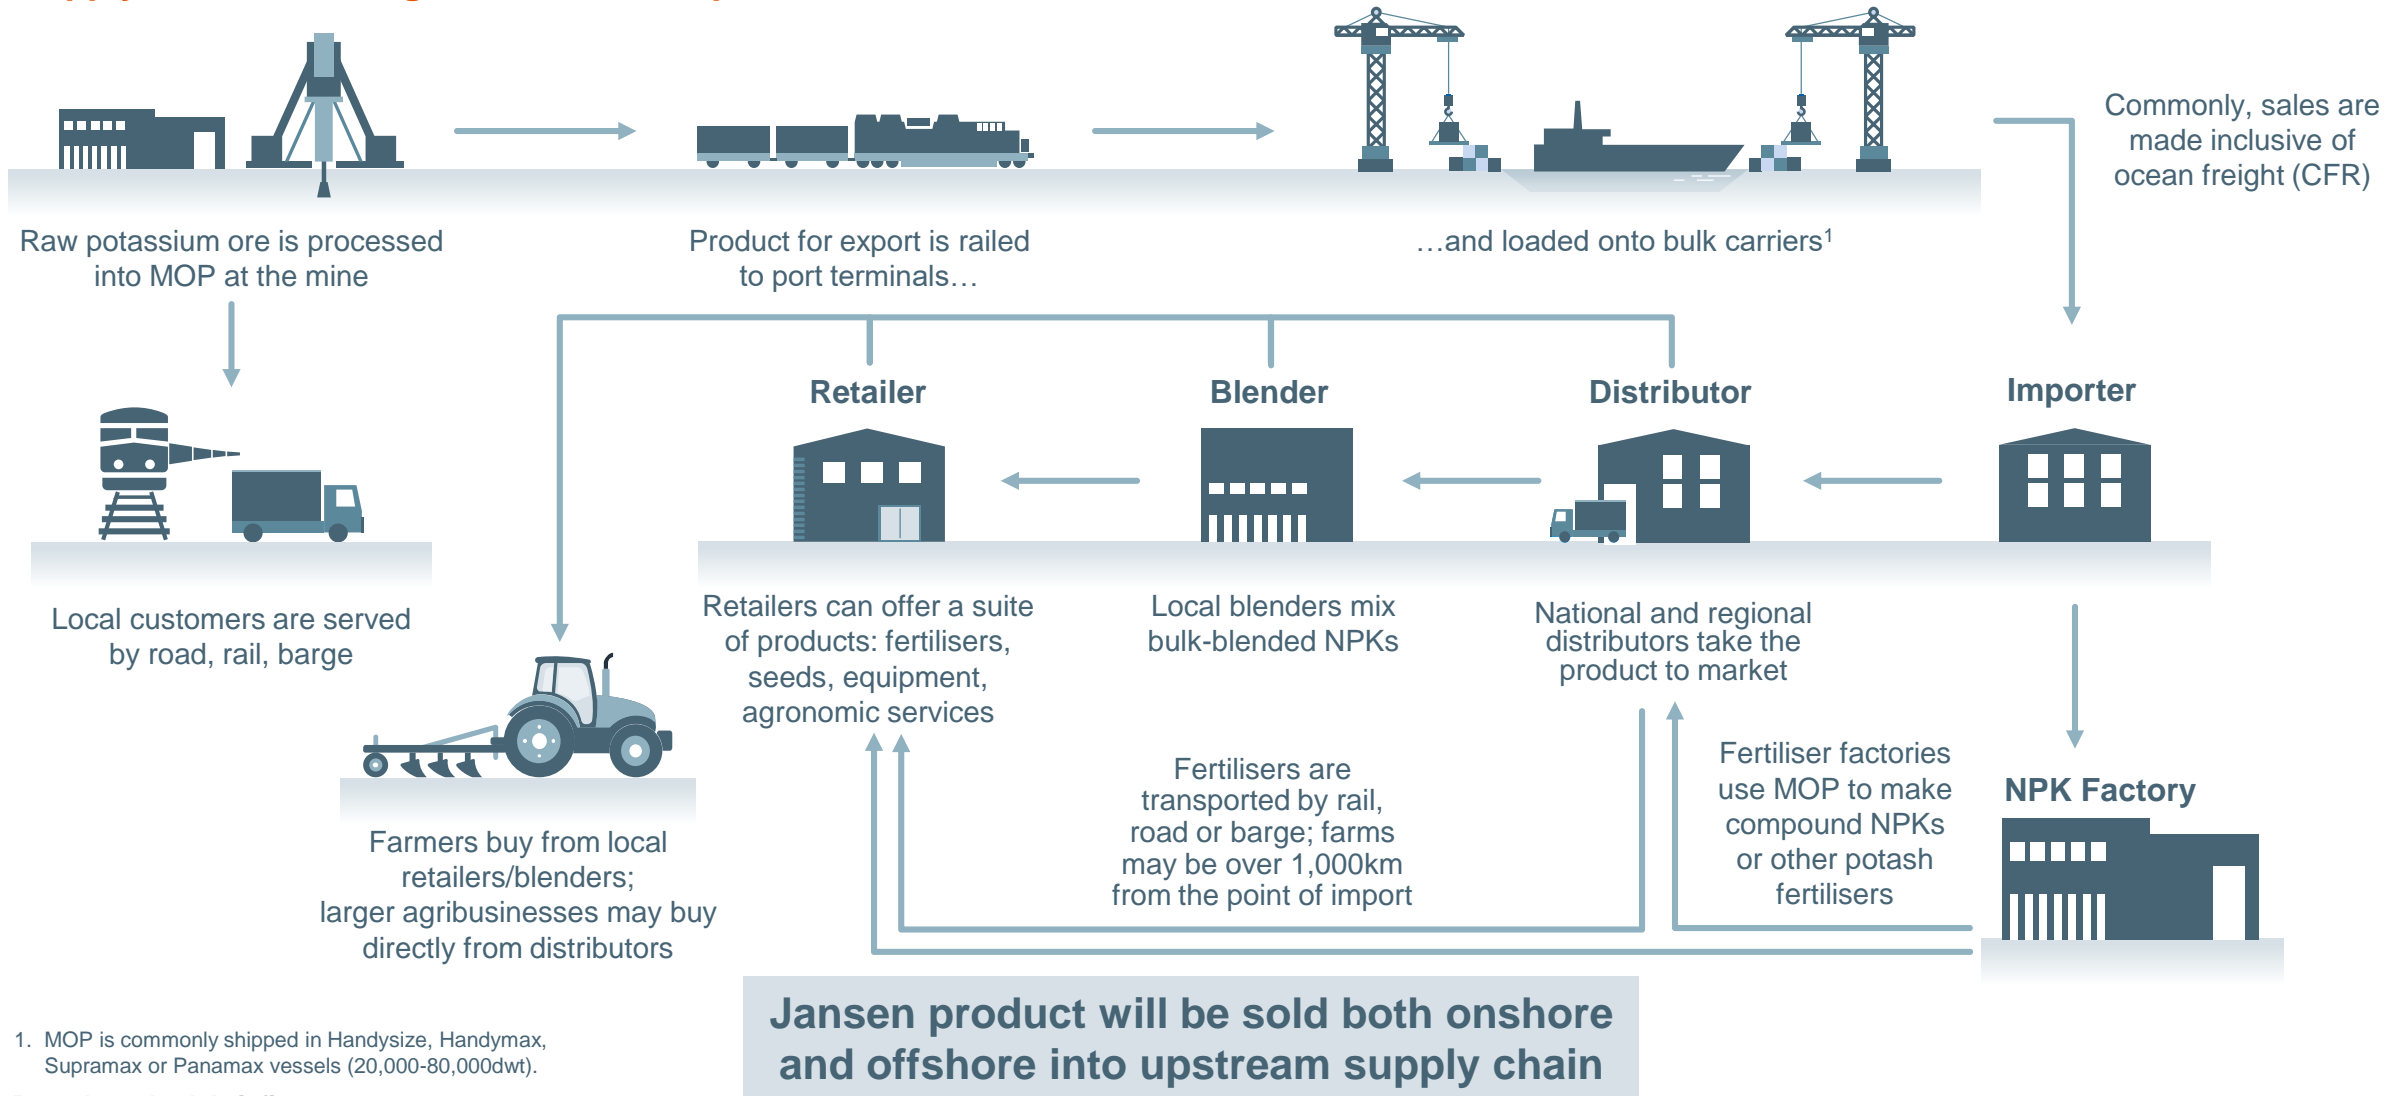 Commonly, sales are
made inclusive of
ocean freight (CFR)
Raw potassium ore is processed
into MOP at the mine
Product for export is railed
to port terminals…
…and loaded onto bulk carriers¹
Retailer
Blender
Distributor
Importer
Local customers are served
by road, rail, barge
Retailers can offer a suite
of products: fertilisers,
seeds, equipment,
agronomic services
Local blenders mix
bulk-blended NPKs
National and regional
distributors take the
product to market
Fertilisers are
transported by rail,
road or barge; farms
may be over 1,000km
from the point of import
Fertiliser factories
use MOP to make
compound NPKs
or other potash
fertilisers
NPK Factory
Farmers buy from local
retailers/blenders;
larger agribusinesses may buy
directly from distributors
Jansen product will be sold both onshore
and offshore into upstream supply chain
1. MOP is commonly shipped in Handysize, Handymax,
Supramax or Panamax vessels (20,000-80,000dwt).